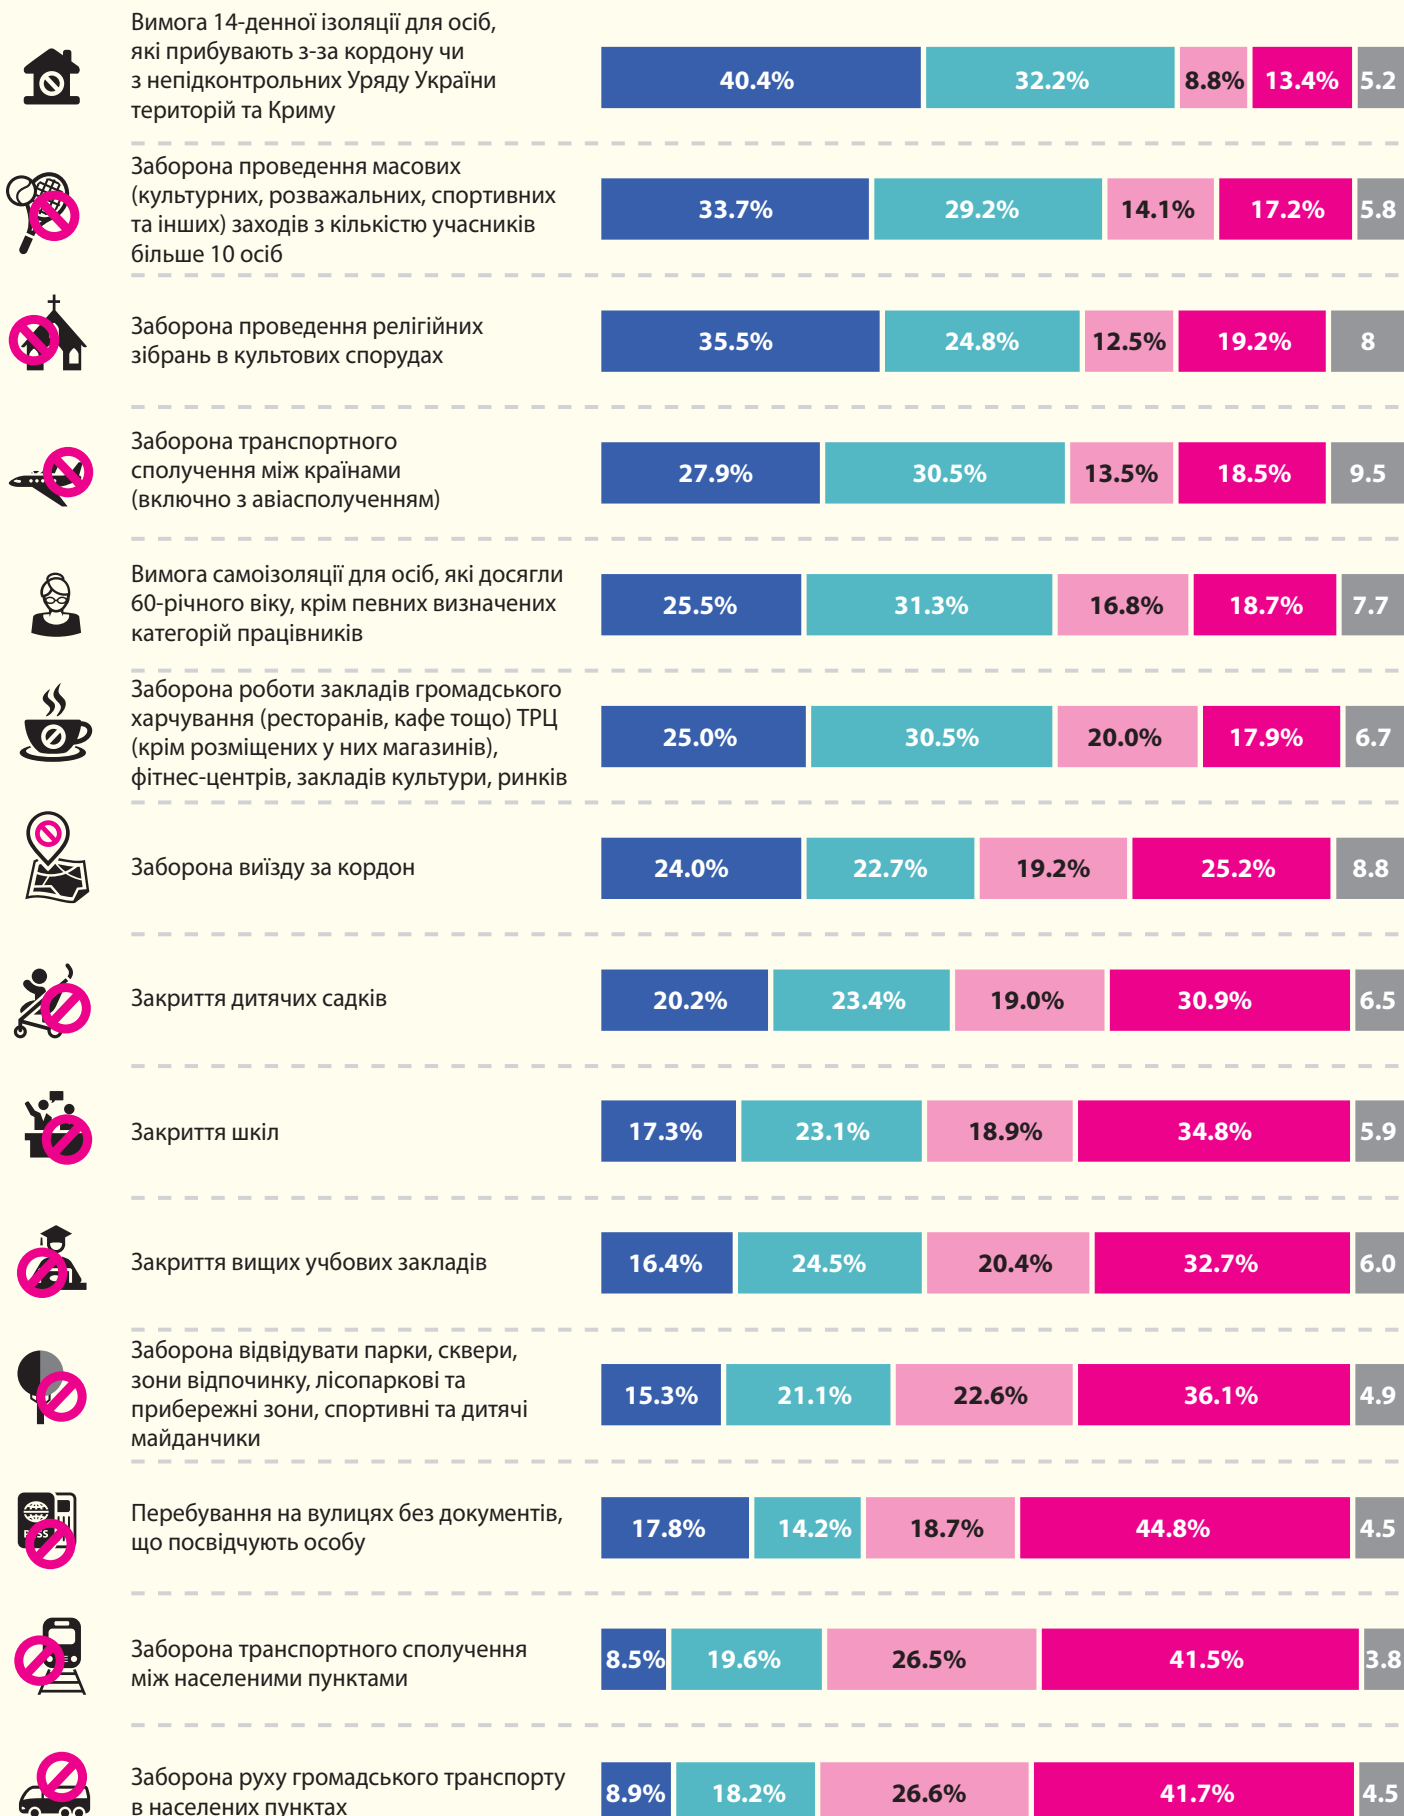 Вимога 14-денної ізоляції для осіб,
які прибувають з-за кордону чи
з непідконтрольних Уряду України
територій та Криму
40.4% 32.2% 8.8% 13.4% 5.2
Заборона проведення масових
(культурних, розважальних, спортивних
та інших) заходів з кількістю учасників
більше 10 осіб
33.7% 29.2% 14.1% 17.2% 5.8
Заборона проведення релігійних
зібрань в культових спорудах
35.5% 24.8% 12.5% 19.2% 8
Заборона транспортного
сполучення між країнами
(включно з авіасполученням)
27.9% 30.5% 13.5% 18.5% 9.5
Вимога самоізоляції для осіб, які досягли
60-річного віку, крім певних визначених
категорій працівників
25.5% 31.3% 16.8% 18.7% 7.7
Заборона роботи закладів громадського
харчування (ресторанів, кафе тощо) ТРЦ
(крім розміщених у них магазинів),
фітнес-центрів, закладів культури, ринків
25.0% 30.5% 20.0% 17.9% 6.7
Заборона виїзду за кордон
24.0% 22.7% 19.2% 25.2% 8.8
Закриття дитячих садків
20.2% 23.4% 19.0% 30.9% 6.5
Закриття шкіл
17.3% 23.1% 18.9% 34.8% 5.9
Закриття вищих учбових закладів
16.4% 24.5% 20.4% 32.7% 6.0
Заборона відвідувати парки, сквери,
зони відпочинку, лісопаркові та
прибережні зони, спортивні та дитячі
майданчики
15.3% 21.1% 22.6% 36.1% 4.9
Перебування на вулицях без документів,
що посвідчують особу
17.8% 14.2% 18.7% 44.8% 4.5
Заборона транспортного сполучення
між населеними пунктами
8.5% 19.6% 26.5% 41.5% 3.8
Заборона руху громадського транспорту
в населених пунктах
8.9% 18.2% 26.6% 41.7% 4.5